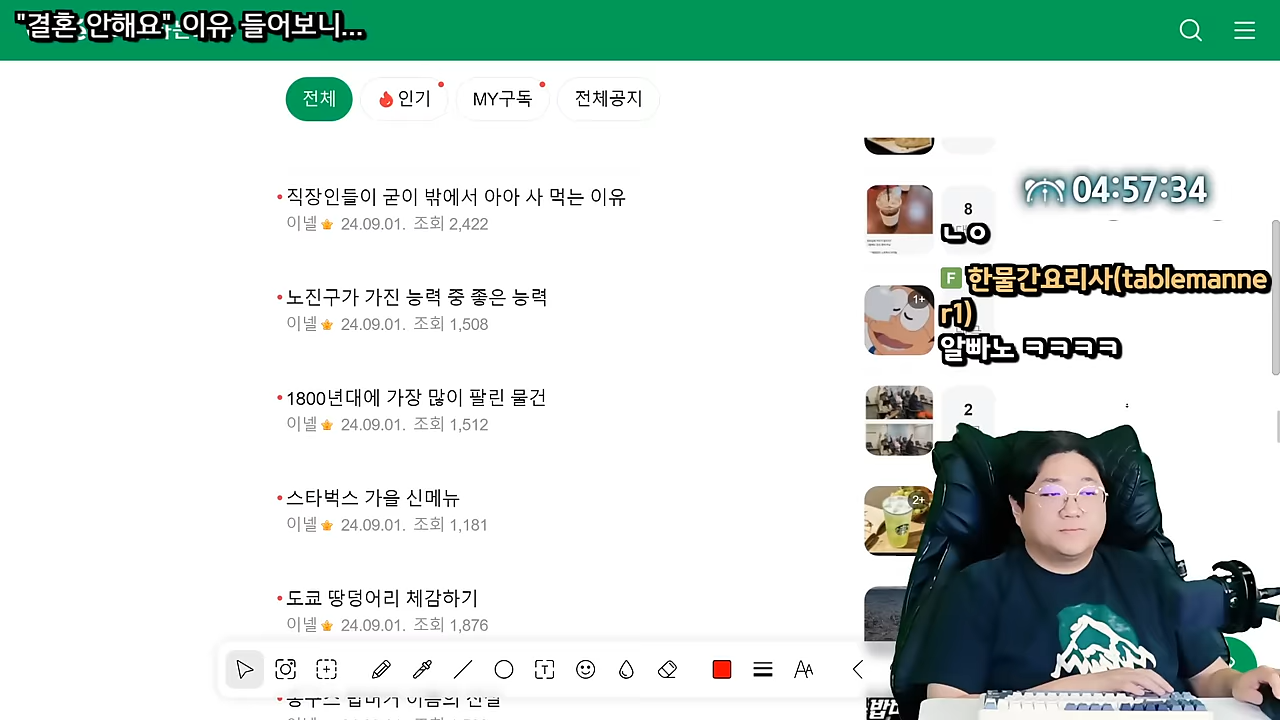 "결혼 안해요" 이유 들어보니...
전체
인기
MY구독
전체공지
직장인들이 굳이 밖에서 아아 사 먹는 이유
이넬 24.09.01. 조회 2,422
8
04:57:34
ㄴㅇ
노진구가 가진 능력 중 좋은 능력
이넬 24.09.01. 조회 1,508
1+
F 한물간요리사(tablemanne
r1)
알빠노 ㅋㅋㅋㅋ
1800년대에 가장 많이 팔린 물건
이넬 24.09.01. 조회 1,512
2
스타벅스 가을 신메뉴
이넬 24.09.01. 조회 1,181
2+
도쿄 땅덩어리 체감하기
이넬 24.09.01. 조회 1,876